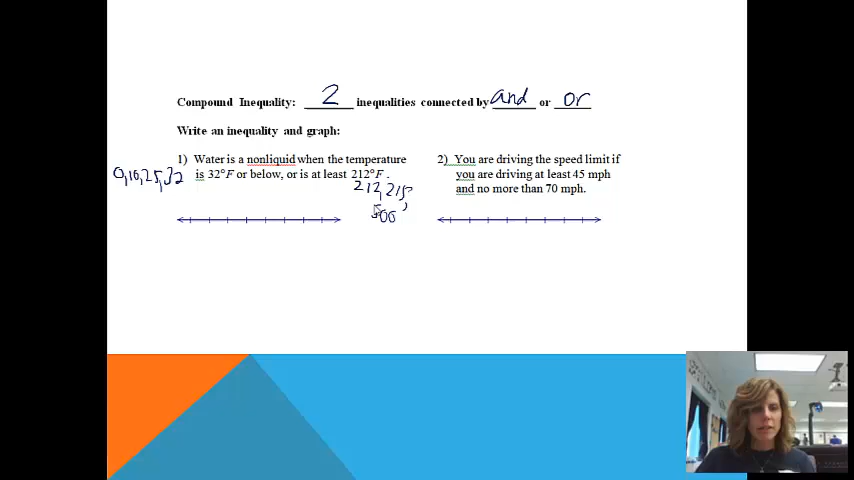 Compound Inequality: 2 inequalities connected by and or or
Write an inequality and graph:
1) Water is a nonliquid when the temperature
is 32°F or below, or is at least 212°F.
0, 10, 25, 32
212, 215,
500
2) You are driving the speed limit if
you are driving at least 45 mph
and no more than 70 mph.